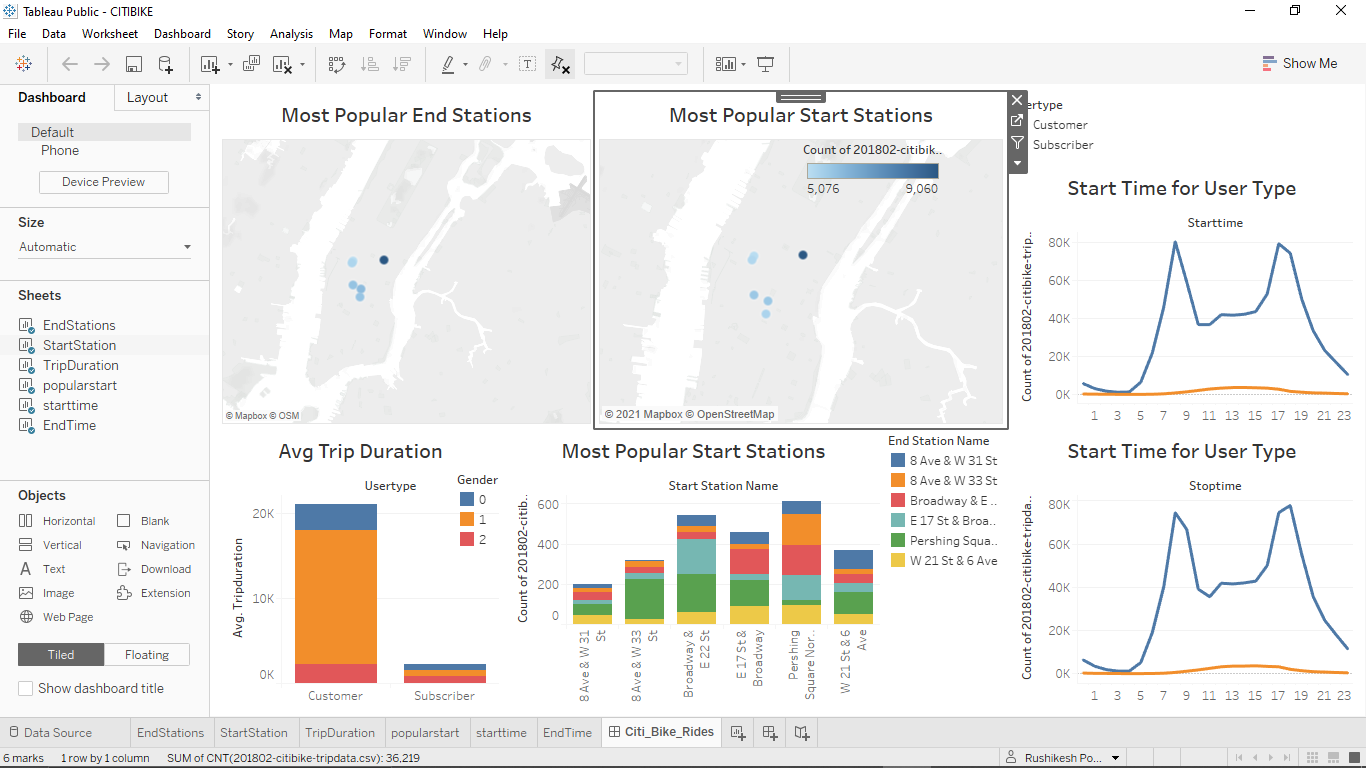 Tableau Public - CITIBIKE
File Data Worksheet Dashboard Story Analysis Map Format Window Help
Show Me
Dashboard
Layout
Default
Phone
Device Preview
Size
Automatic
Sheets
EndStations
StartStation
TripDuration
popularstart
starttime
EndTime
Objects
Horizontal
Blank
Vertical
Navigation
A Text
Download
Image
Extension
Web Page
Tiled
Floating
Show dashboard title
Most Popular End Stations
© Mapbox © OSM
Most Popular Start Stations
Count of 201802-citibik..
5,076 9,060
© 2021 Mapbox © OpenStreetMap
ertype
Customer
Subscriber
Start Time for User Type
Starttime
Count of 201802-citibike-trip..
80K
60K
40K
20K
0K
1 3 5 7 9 11 13 15 17 19 21 23
Avg Trip Duration
Usertype
Avg. Tripduration
20K
10K
0K
Customer Subscriber
Gender
0
1
2
Most Popular Start Stations
Start Station Name
Count of 201802-citib..
600
400
200
0
8 Ave & W 31
St
8 Ave & W 33
St
Broadway &
E 22 St
E 17 St &
Broadway
Pershing
Square Nor..
W 21 St & 6
Ave
End Station Name
8 Ave & W 31 St
8 Ave & W 33 St
Broadway & E ..
E 17 St & Broa..
Pershing Squa..
W 21 St & 6 Ave
Start Time for User Type
Stoptime
Count of 201802-citibike-tripda..
80K
60K
40K
20K
0K
1 3 5 7 9 11 13 15 17 19 21 23
Data Source
EndStations
StartStation
TripDuration
popularstart
starttime
EndTime
Citi_Bike_Rides
6 marks 1 row by 1 column SUM of CNT(201802-citibike-tripdata.csv): 36,219
Rushikesh Po...